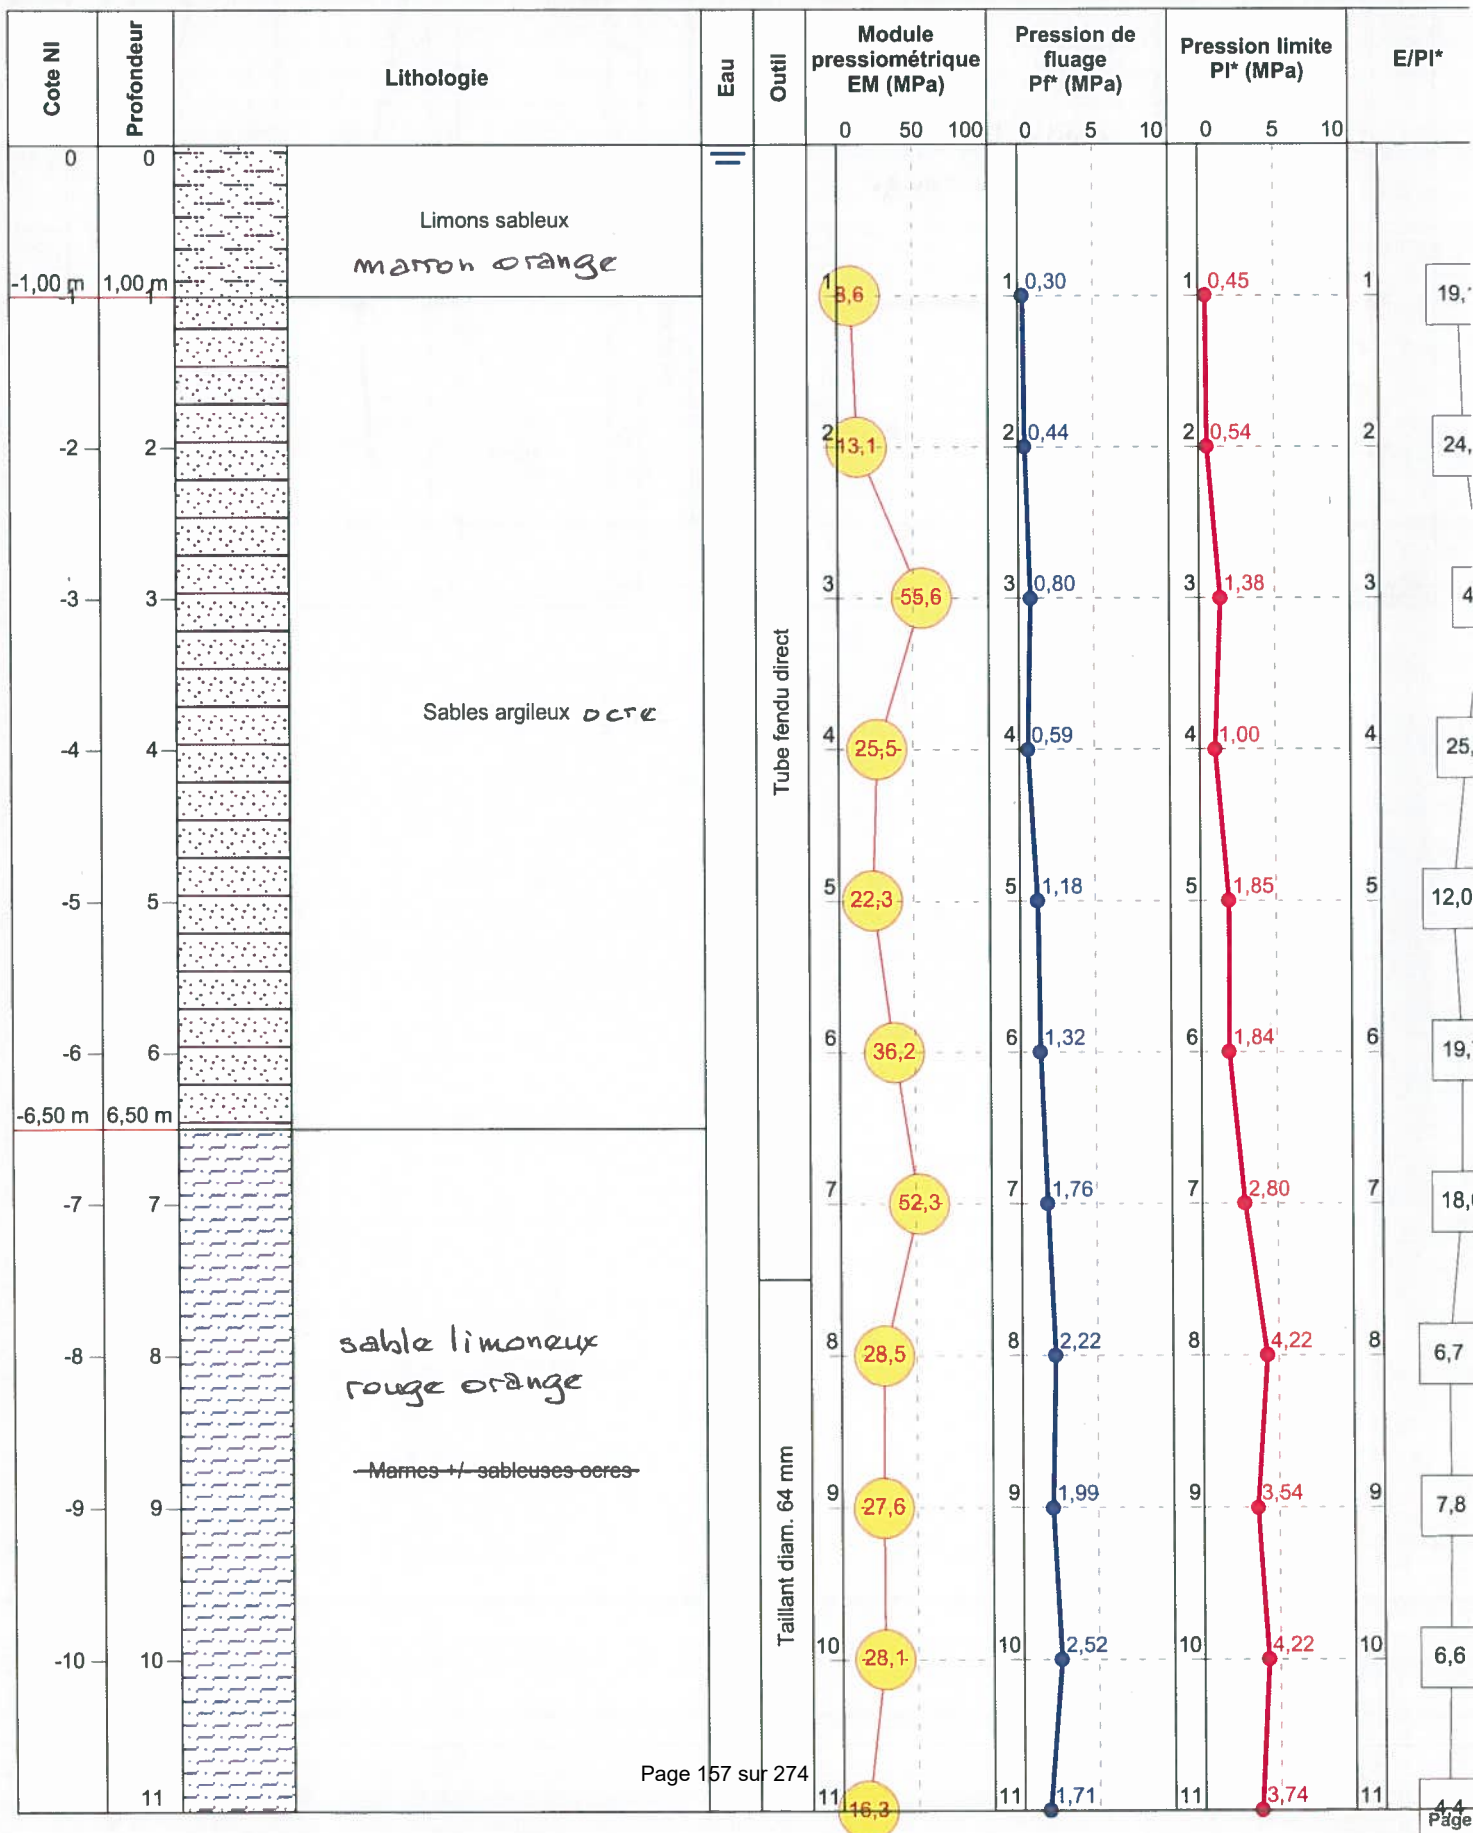 Cote NI
Profondeur
Lithologie
Eau
Outil
Module
pressiométrique
EM (MPa)
0 50 100
Pression de
fluage
Pf* (MPa)
0 5 10
Pression limite
Pl* (MPa)
0 5 10
E/Pl*
0 0
Limons sableux
marron orange
-1,00 m 1,00 m
-1 1
1 8,6 1 0,30 1 0,45 1
-2 2 2 13,1 2 0,44 2 0,54 2
-3 3 3 55,6 3 0,80 3 1,38 3
Sables argileux ocre
Tube fendu direct
-4 4 4 25,5 4 0,59 4 1,00 4
-5 5 5 22,3 5 1,18 5 1,85 5 12,0
-6 6 6 36,2 6 1,32 6 1,84 6
-6,50 m 6,50 m
-7 7 7 52,3 7 1,76 7 2,80 7
sable limoneux
-8 8 8 28,5 8 2,22 8 4,22 8 6,7
rouge orange
Marnes +/- sableuses ocres
Taillant diam. 64 mm
-9 9 9 27,6 9 1,99 9 3,54 9 7,8
-10 10 10 28,1 10 2,52 10 4,22 10 6,6
Page 157 sur 274
11 11 16,3 11 1,71 11 3,74 11 4,4
Page